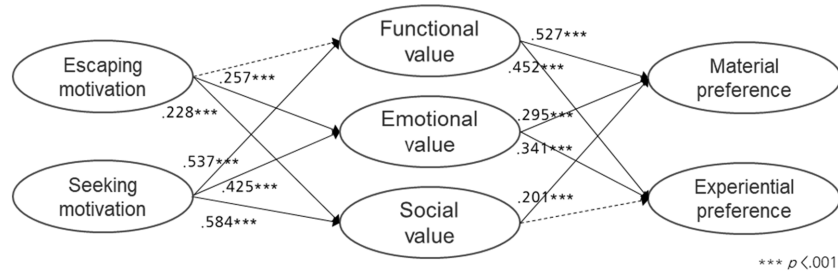 Escaping
motivation
Seeking
motivation
.257***
.228***
.537***
.425***
.584***
Functional
value
Emotional
value
Social
value
.527***
.452***
.295***
.341***
.201***
Material
preference
Experiential
preference
*** p<.001